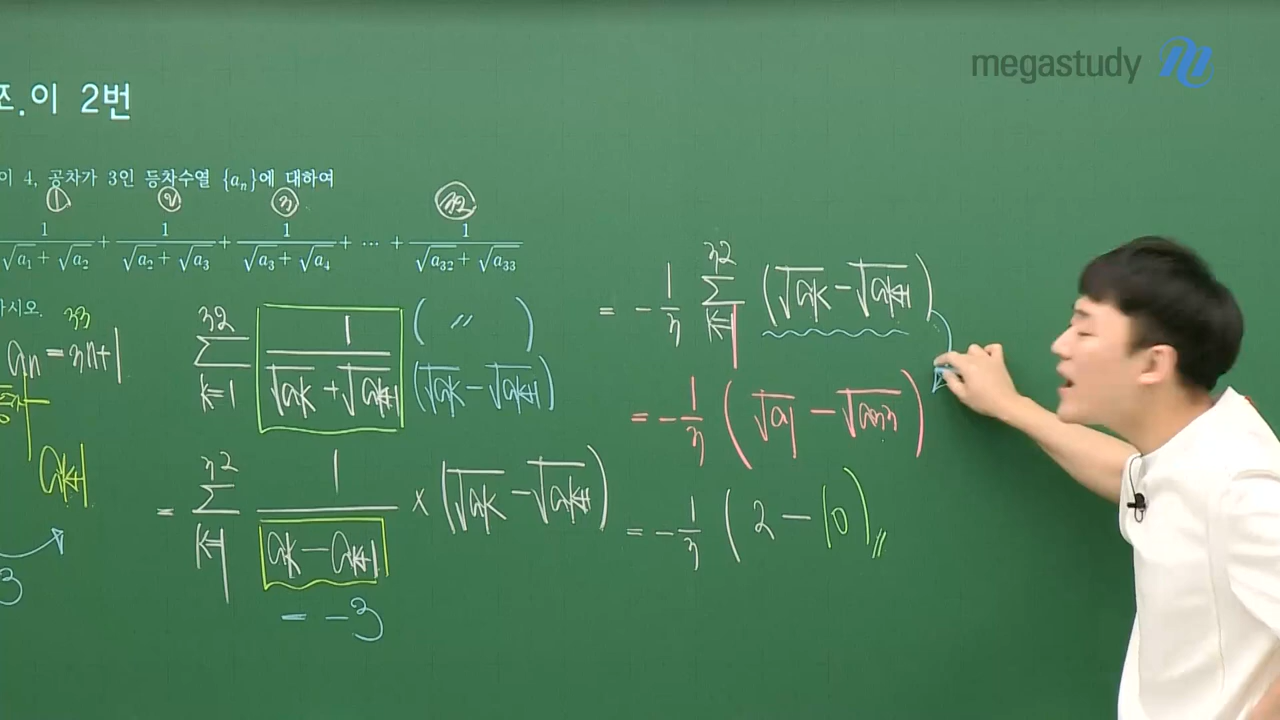 megastudy
쯔.이 2번
이 4, 공차가 3인 등차수열 {aₙ}에 대하여
① ② ③ ㉜
1/(√a₁ + √a₂) + 1/(√a₂ + √a₃) + 1/(√a₃ + √a₄) + ··· + 1/(√a₃₂ + √a₃₃)
하시오.
33
aₙ = 3n+1
aₖ₊₁
3
∑_{k=1}^{32} 1/(√aₖ + √aₖ₊₁) ( 〃 )/(√aₖ − √aₖ₊₁)
= ∑_{k=1}^{32} 1/(aₖ − aₖ₊₁) × (√aₖ − √aₖ₊₁)
= −3
= −1/3 ∑_{k=1}^{32} (√aₖ − √aₖ₊₁)
= −1/3 (√a₁ − √a₃₃)
= −1/3 (2 − 10)